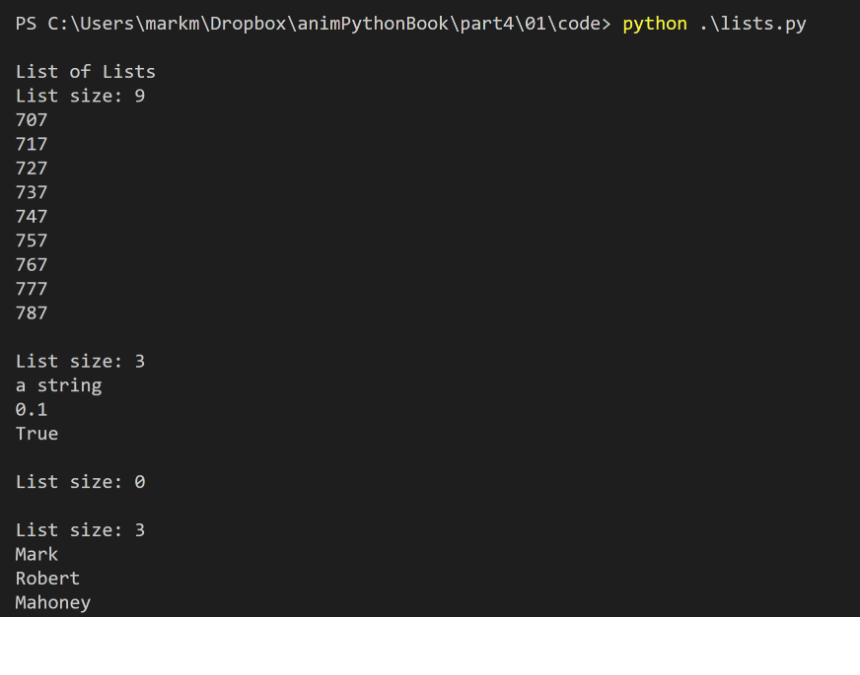 PS C:\Users\markm\Dropbox\animPythonBook\part4\01\code> python .\lists.py
List of Lists
List size: 9
707
717
727
737
747
757
767
777
787
List size: 3
a string
0.1
True
List size: 0
List size: 3
Mark
Robert
Mahoney